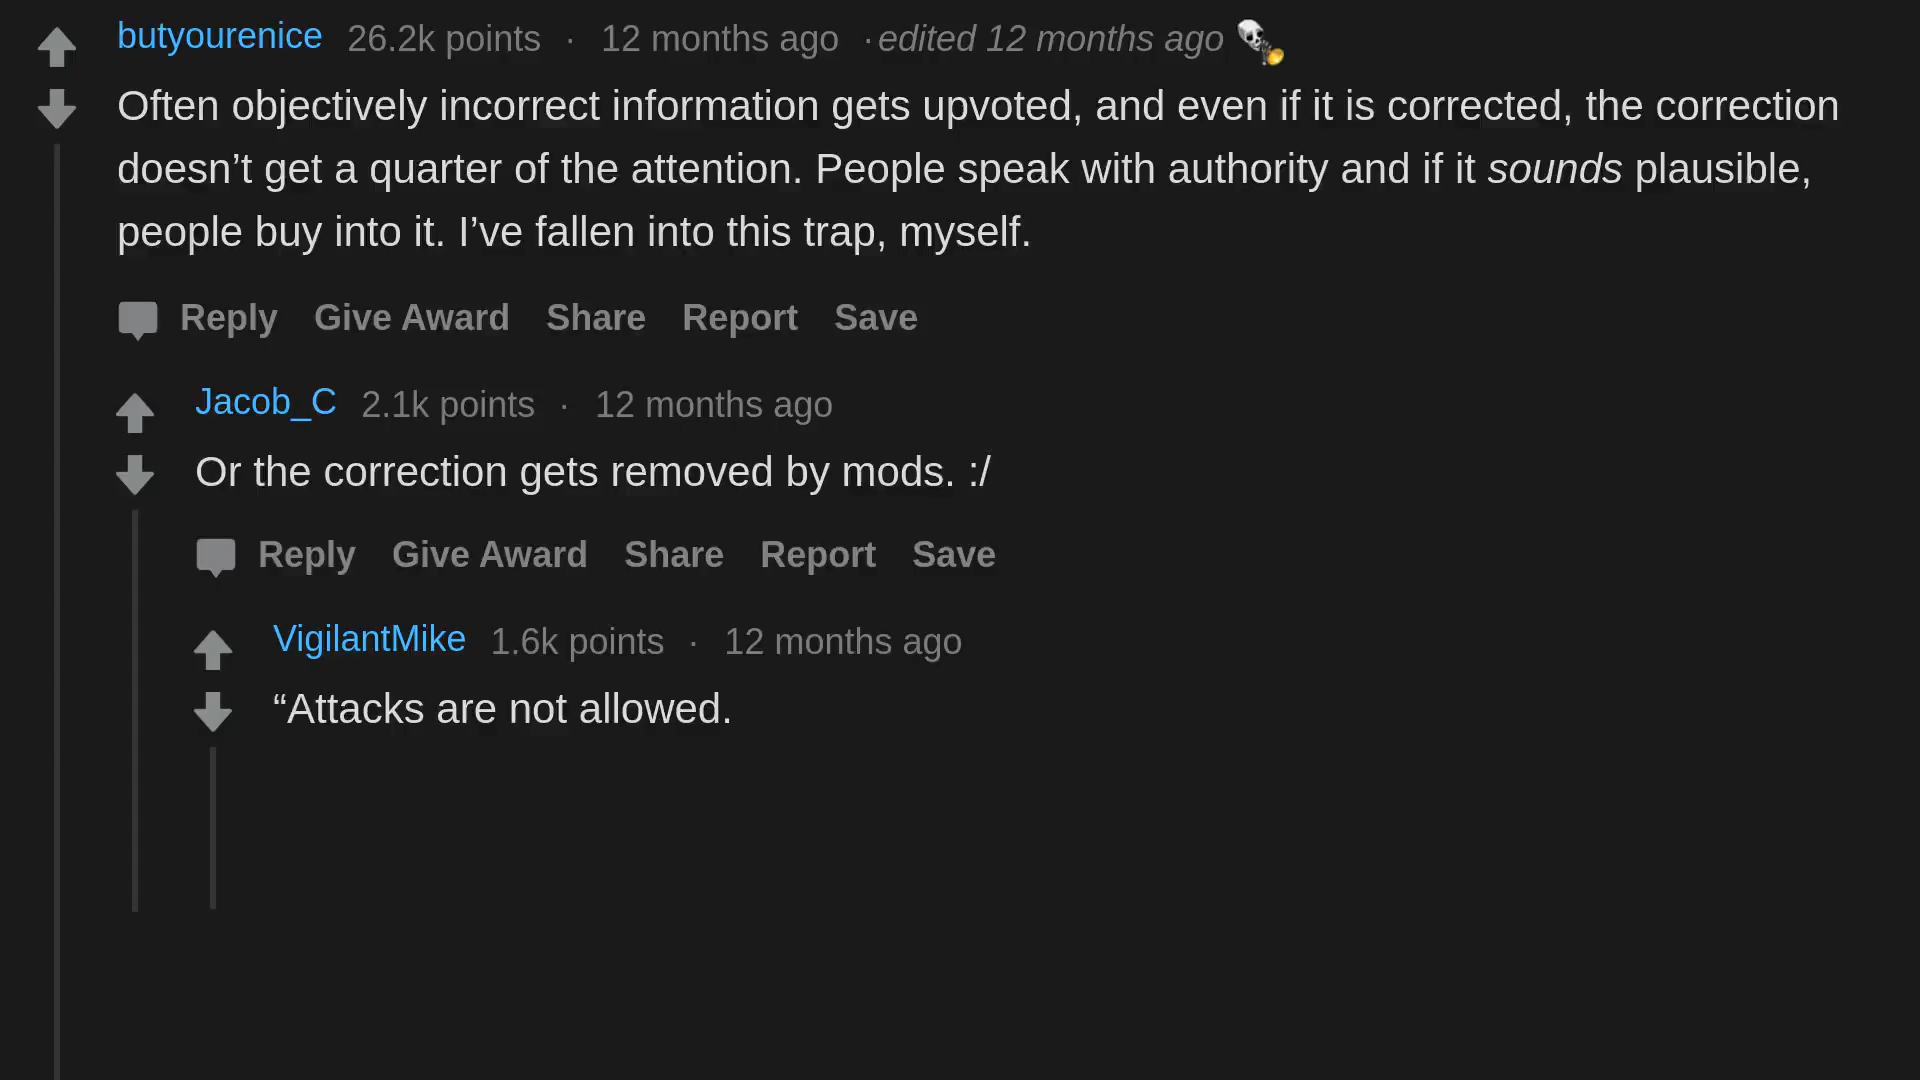 butyourenice 26.2k points · 12 months ago ·edited 12 months ago
Often objectively incorrect information gets upvoted, and even if it is corrected, the correction
doesn’t get a quarter of the attention. People speak with authority and if it sounds plausible,
people buy into it. I’ve fallen into this trap, myself.
Reply Give Award Share Report Save
Jacob_C 2.1k points · 12 months ago
Or the correction gets removed by mods. :/
Reply Give Award Share Report Save
VigilantMike 1.6k points · 12 months ago
“Attacks are not allowed.